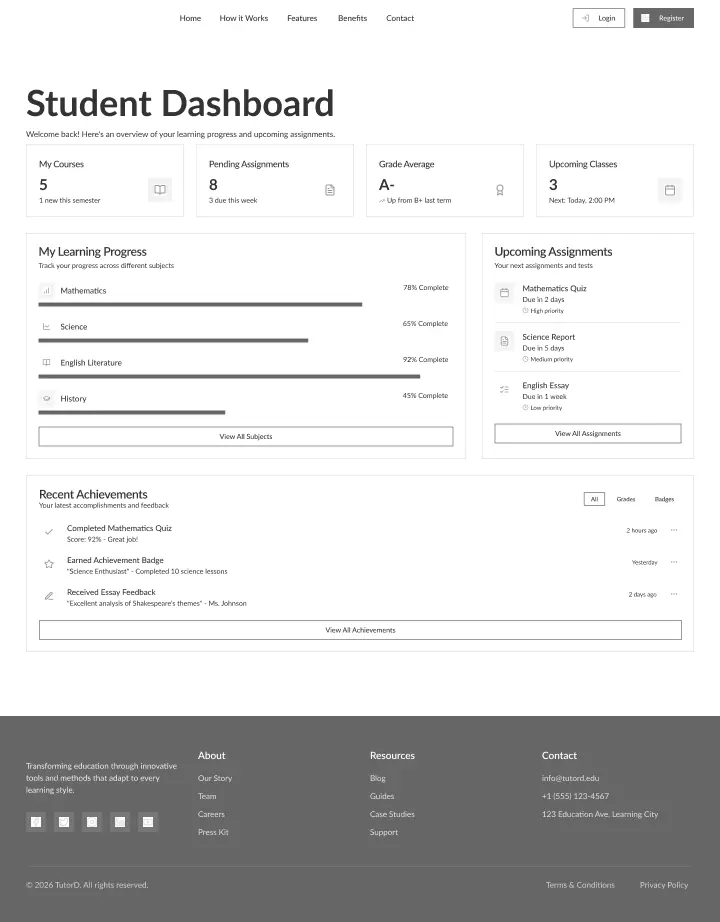 Home How it Works Features Benefits Contact Login Register
Student Dashboard
Welcome back! Here's an overview of your learning progress and upcoming assignments.
My Courses
5
1 new this semester
Pending Assignments
8
3 due this week
Grade Average
A-
Up from B+ last term
Upcoming Classes
3
Next: Today, 2:00 PM
My Learning Progress
Track your progress across different subjects
Mathematics 78% Complete
Science 65% Complete
English Literature 92% Complete
History 45% Complete
View All Subjects
Upcoming Assignments
Your next assignments and tests
Mathematics Quiz
Due in 2 days
High priority
Science Report
Due in 5 days
Medium priority
English Essay
Due in 1 week
Low priority
View All Assignments
Recent Achievements
Your latest accomplishments and feedback
All Grades Badges
Completed Mathematics Quiz
Score: 92% - Great job!
2 hours ago
Earned Achievement Badge
"Science Enthusiast" - Completed 10 science lessons
Yesterday
Received Essay Feedback
"Excellent analysis of Shakespeare's themes" - Ms. Johnson
2 days ago
View All Achievements
Transforming education through innovative
tools and methods that adapt to every
learning style.
About
Our Story
Team
Careers
Press Kit
Resources
Blog
Guides
Case Studies
Support
Contact
info@tutord.edu
+1 (555) 123-4567
123 Education Ave, Learning City
© 2026 TutorD. All rights reserved.
Terms & Conditions Privacy Policy